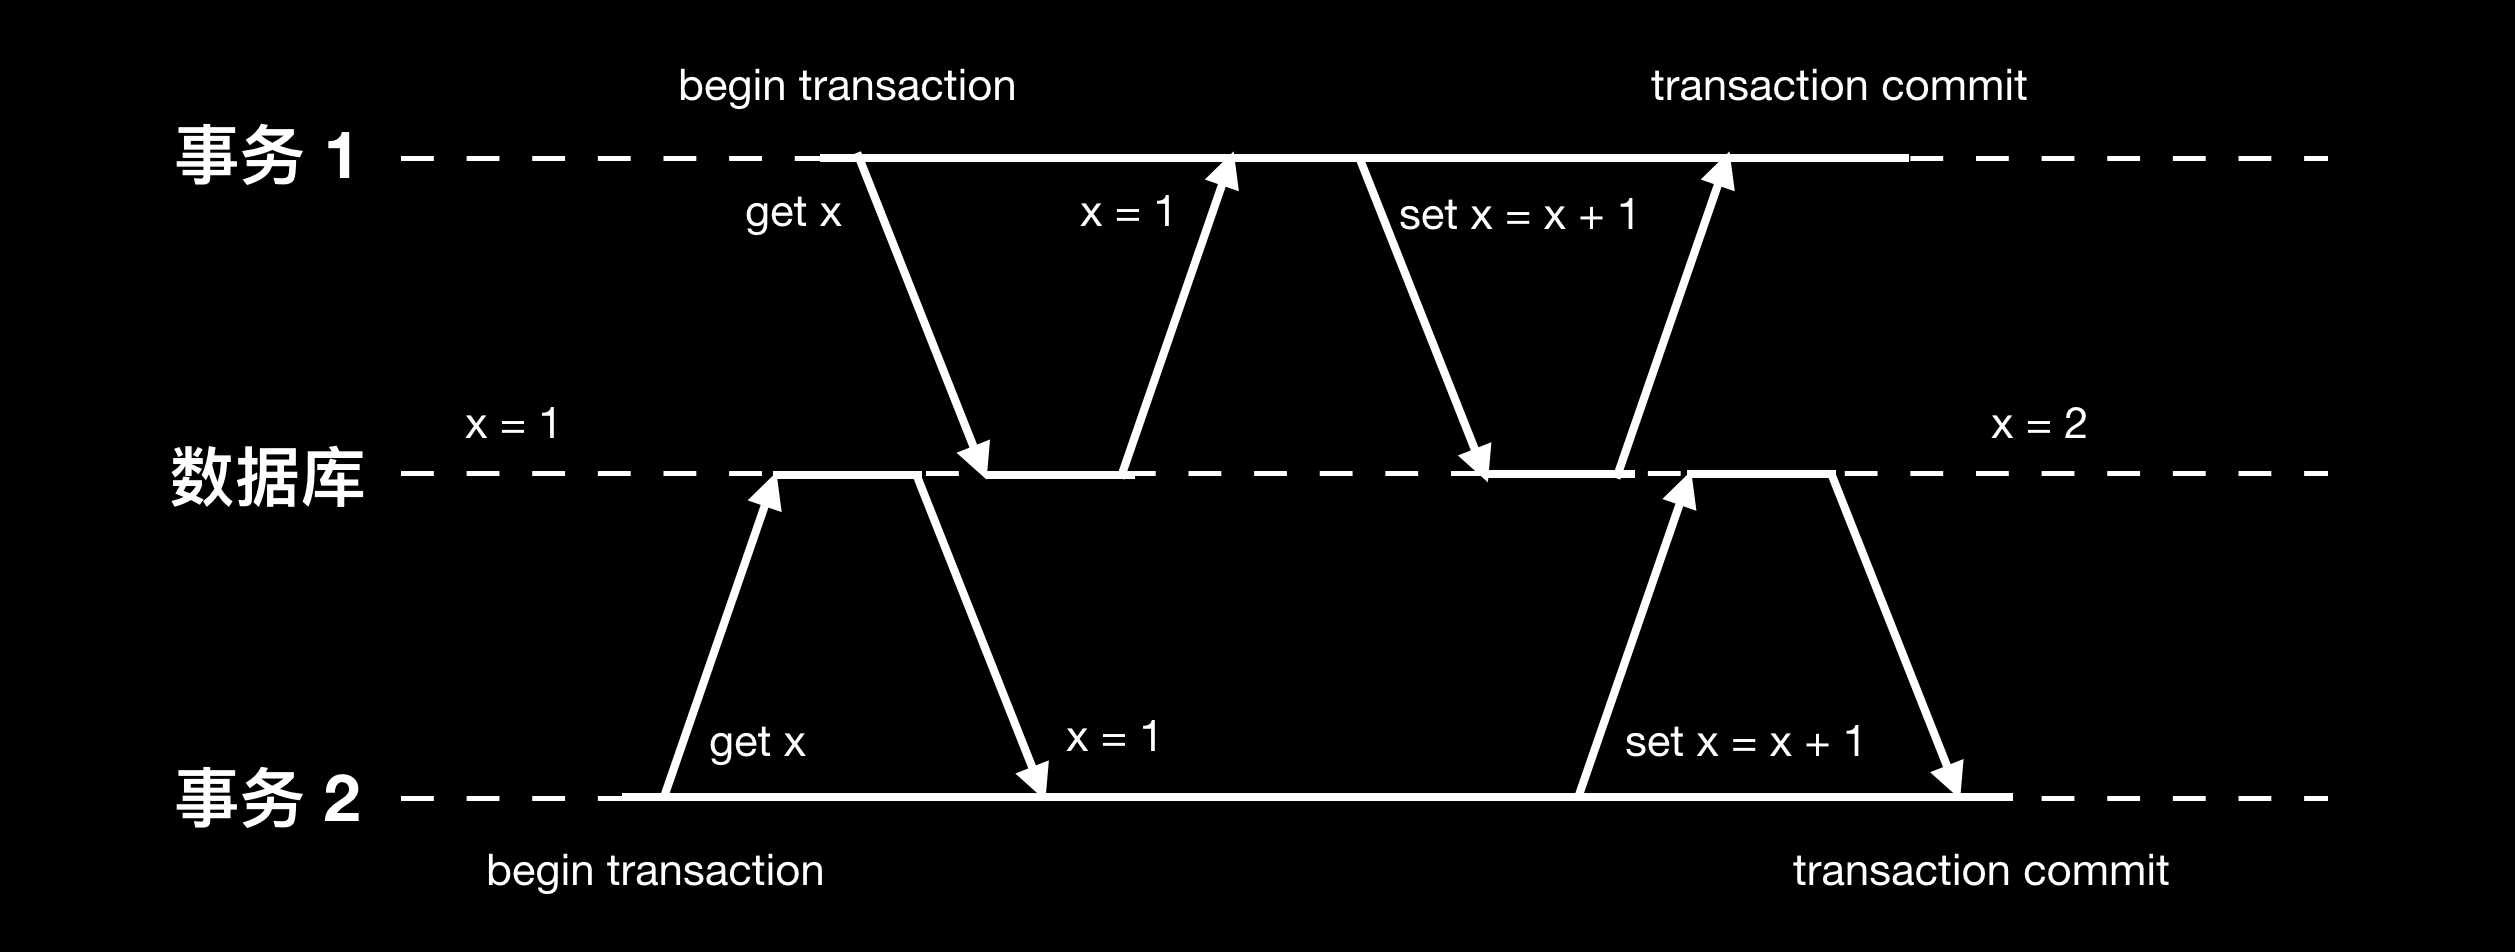 begin transaction
transaction commit
事务 1
get x
x = 1
set x = x + 1
x = 1
x = 2
数据库
get x
x = 1
set x = x + 1
事务 2
begin transaction
transaction commit